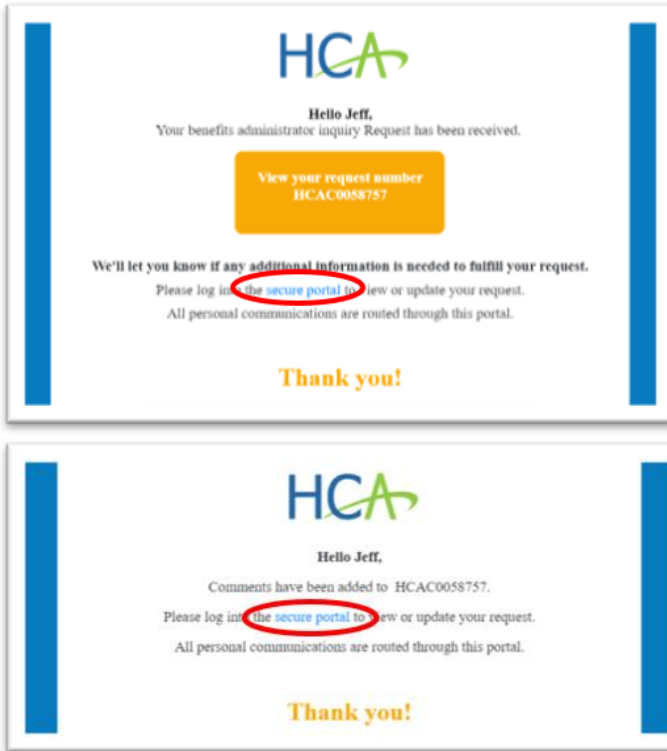 HCA
Hello Jeff,
Your benefits administrator inquiry Request has been received.
View your request number
HCAC0058757
We'll let you know if any additional information is needed to fulfill your request.
Please log into the secure portal to view or update your request.
All personal communications are routed through this portal.
Thank you!
HCA
Hello Jeff,
Comments have been added to HCAC0058757.
Please log into the secure portal to view or update your request.
All personal communications are routed through this portal.
Thank you!